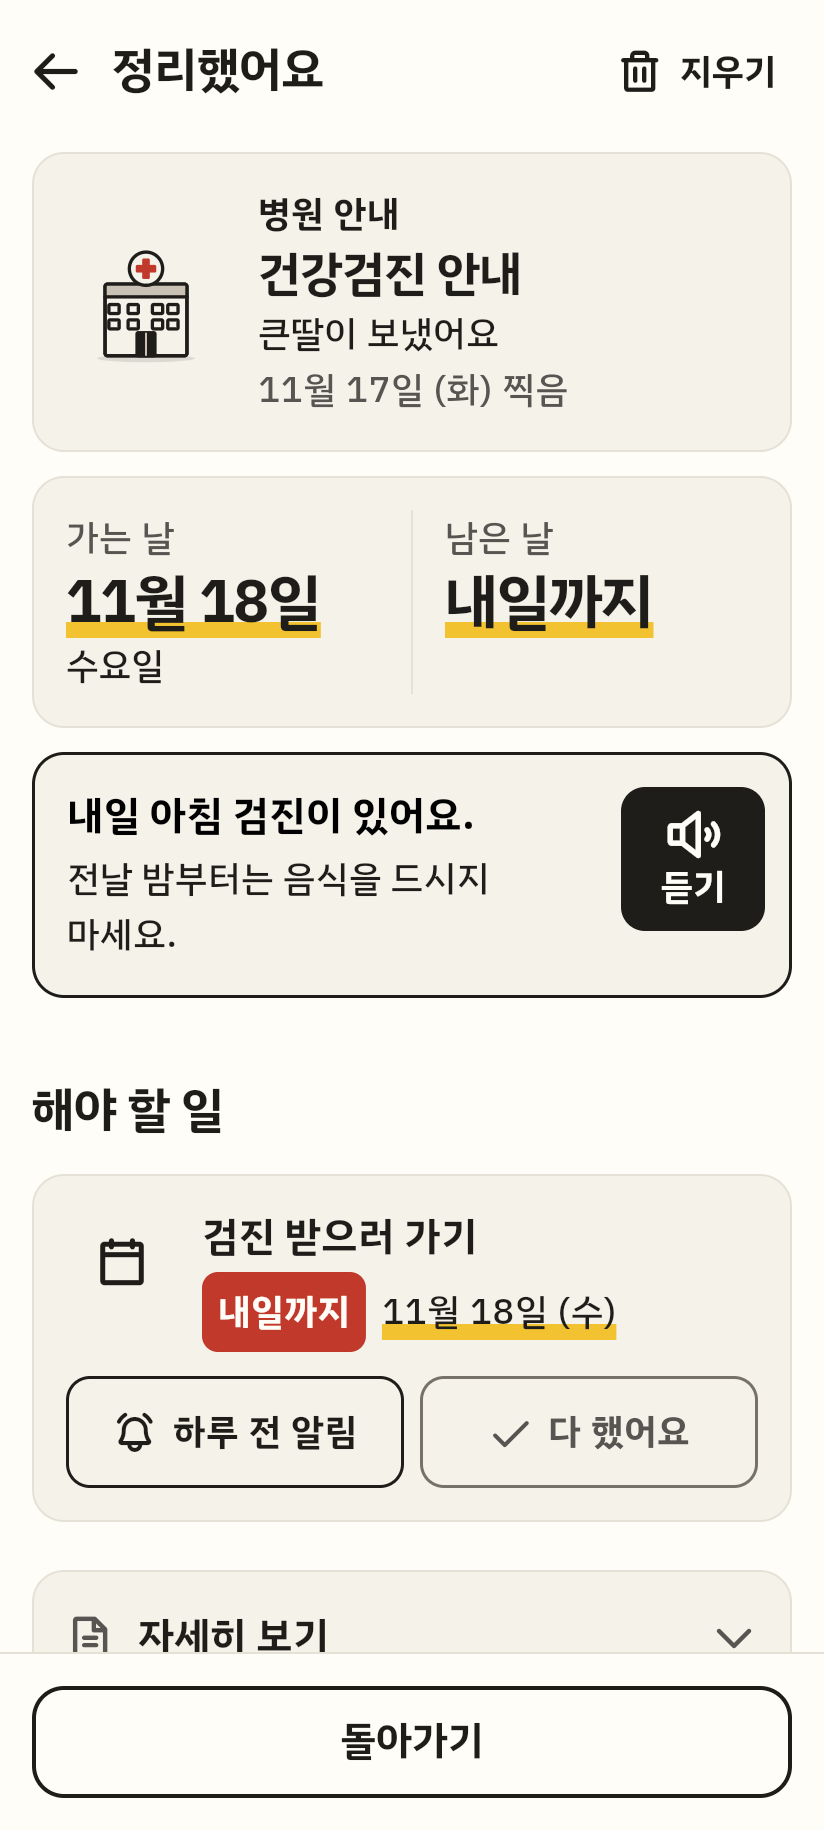 정리했어요
지우기
병원 안내
건강검진 안내
큰딸이 보냈어요
11월 17일 (화) 찍음
가는 날
11월 18일
수요일
남은 날
내일까지
내일 아침 검진이 있어요.
전날 밤부터는 음식을 드시지
마세요.
듣기
해야 할 일
검진 받으러 가기
내일까지 11월 18일 (수)
하루 전 알림
다 했어요
자세히 보기
돌아가기